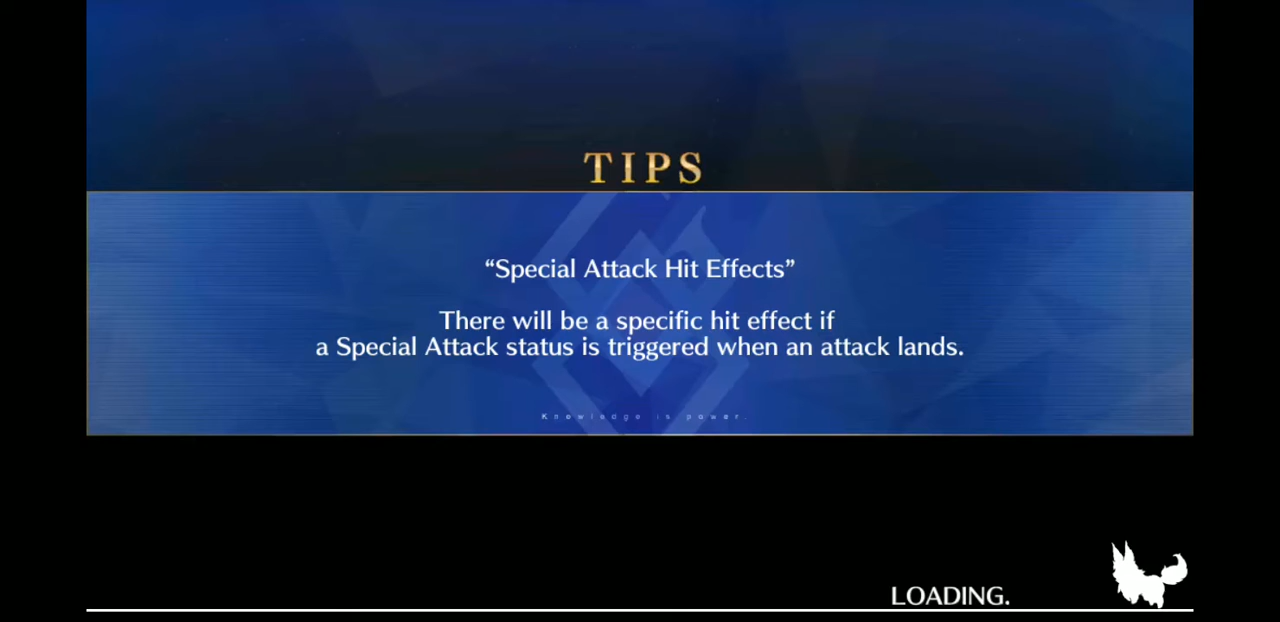 TIPS
“Special Attack Hit Effects”
There will be a specific hit effect if
a Special Attack status is triggered when an attack lands.
Knowledge is power.
LOADING.